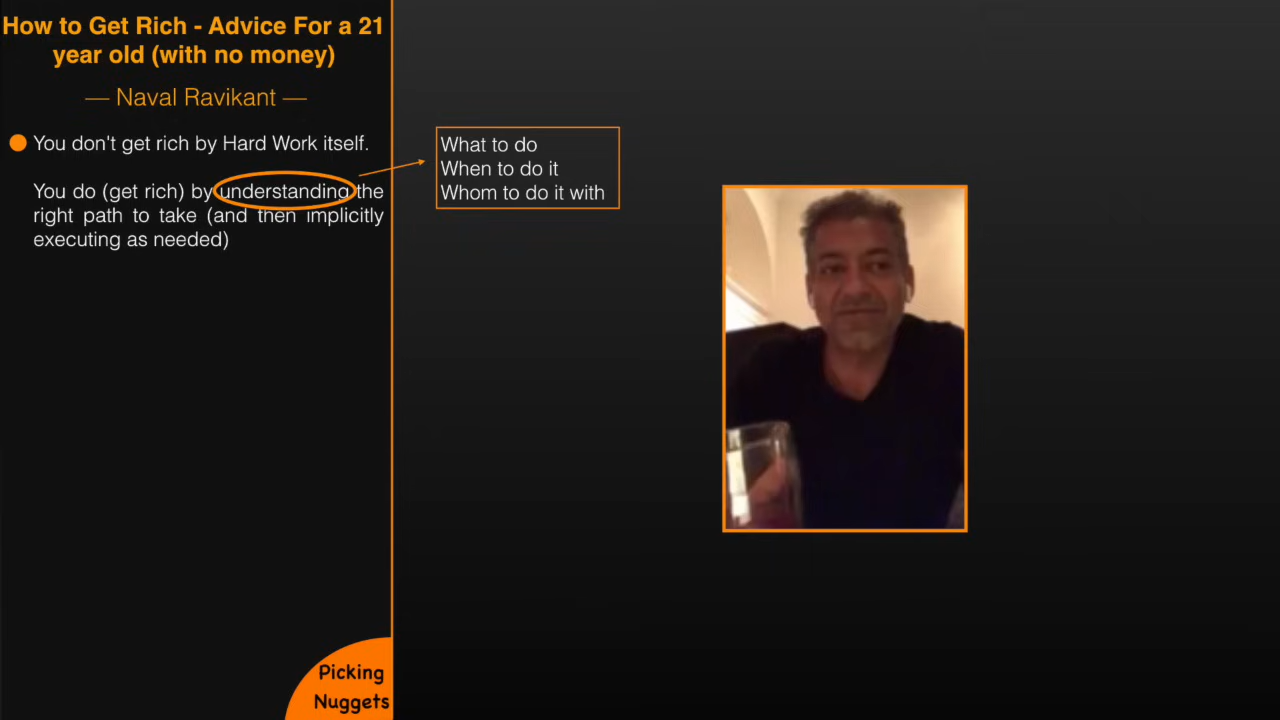 How to Get Rich - Advice For a 21
year old (with no money)
— Naval Ravikant —
You don't get rich by Hard Work itself.
You do (get rich) by understanding the
right path to take (and then implicitly
executing as needed)
What to do
When to do it
Whom to do it with
Picking
Nuggets